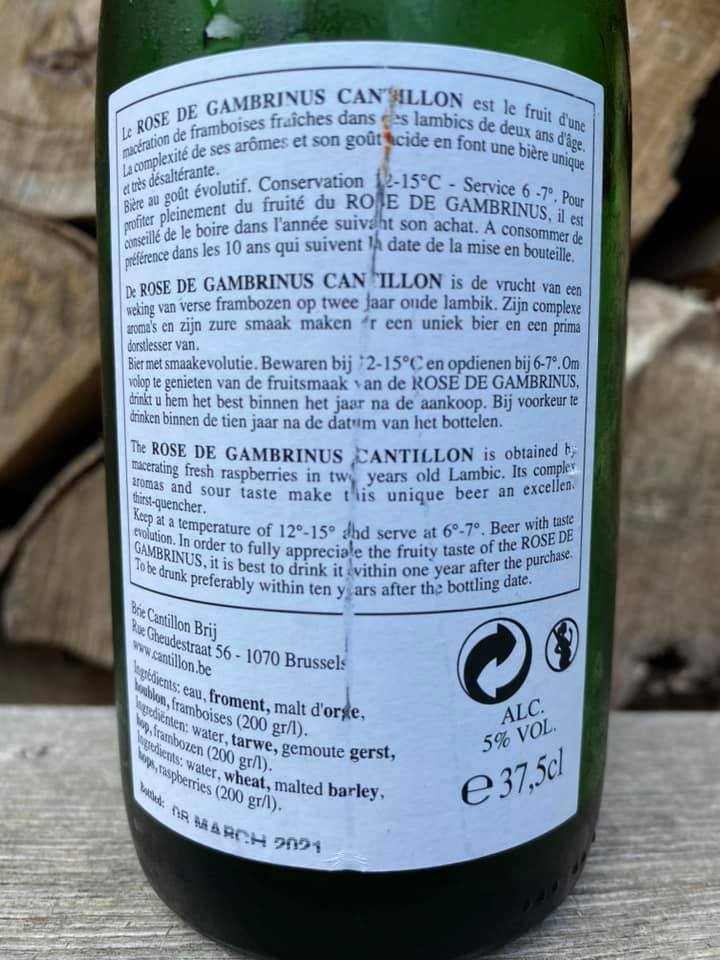 Le ROSE DE GAMBRINUS CANTILLON est le fruit d'une
macération de framboises fraîches dans des lambics de deux ans d'âge.
La complexité de ses arômes et son goût acide en font une bière unique
et très désaltérante.
Bière au goût évolutif. Conservation 12-15°C - Service 6 -7°. Pour
profiter pleinement du fruité du ROSE DE GAMBRINUS, il est
conseillé de le boire dans l'année suivant son achat. A consommer de
préférence dans les 10 ans qui suivent la date de la mise en bouteille.
De ROSE DE GAMBRINUS CANTILLON is de vrucht van een
weking van verse frambozen op twee jaar oude lambik. Zijn complexe
aroma's en zijn zure smaak maken er een uniek bier en een prima
dorstlesser van.
Bier met smaakevolutie. Bewaren bij 12-15°C en opdienen bij 6-7°. Om
volop te genieten van de fruitsmaak van de ROSE DE GAMBRINUS,
drinkt u hem het best binnen het jaar na de aankoop. Bij voorkeur te
drinken binnen de tien jaar na de datum van het bottelen.
The ROSE DE GAMBRINUS CANTILLON is obtained by
macerating fresh raspberries in two years old Lambic. Its complex
aromas and sour taste make this unique beer an excellent
thirst-quencher.
Keep at a temperature of 12°-15° and serve at 6°-7°. Beer with taste
evolution. In order to fully appreciate the fruity taste of the ROSE DE
GAMBRINUS, it is best to drink it within one year after the purchase.
To be drunk preferably within ten years after the bottling date.
Brie Cantillon Brij
Rue Gheudestraat 56 - 1070 Brussels
www.cantillon.be
Ingrédients: eau, froment, malt d'orge,
houblon, framboises (200 gr/l).
Ingrediënten: water, tarwe, gemoute gerst,
hop, frambozen (200 gr/l).
Ingredients: water, wheat, malted barley,
hops, raspberries (200 gr/l).
Bottled: 08 MARCH 2021
ALC.
5% VOL.
e 37,5cl